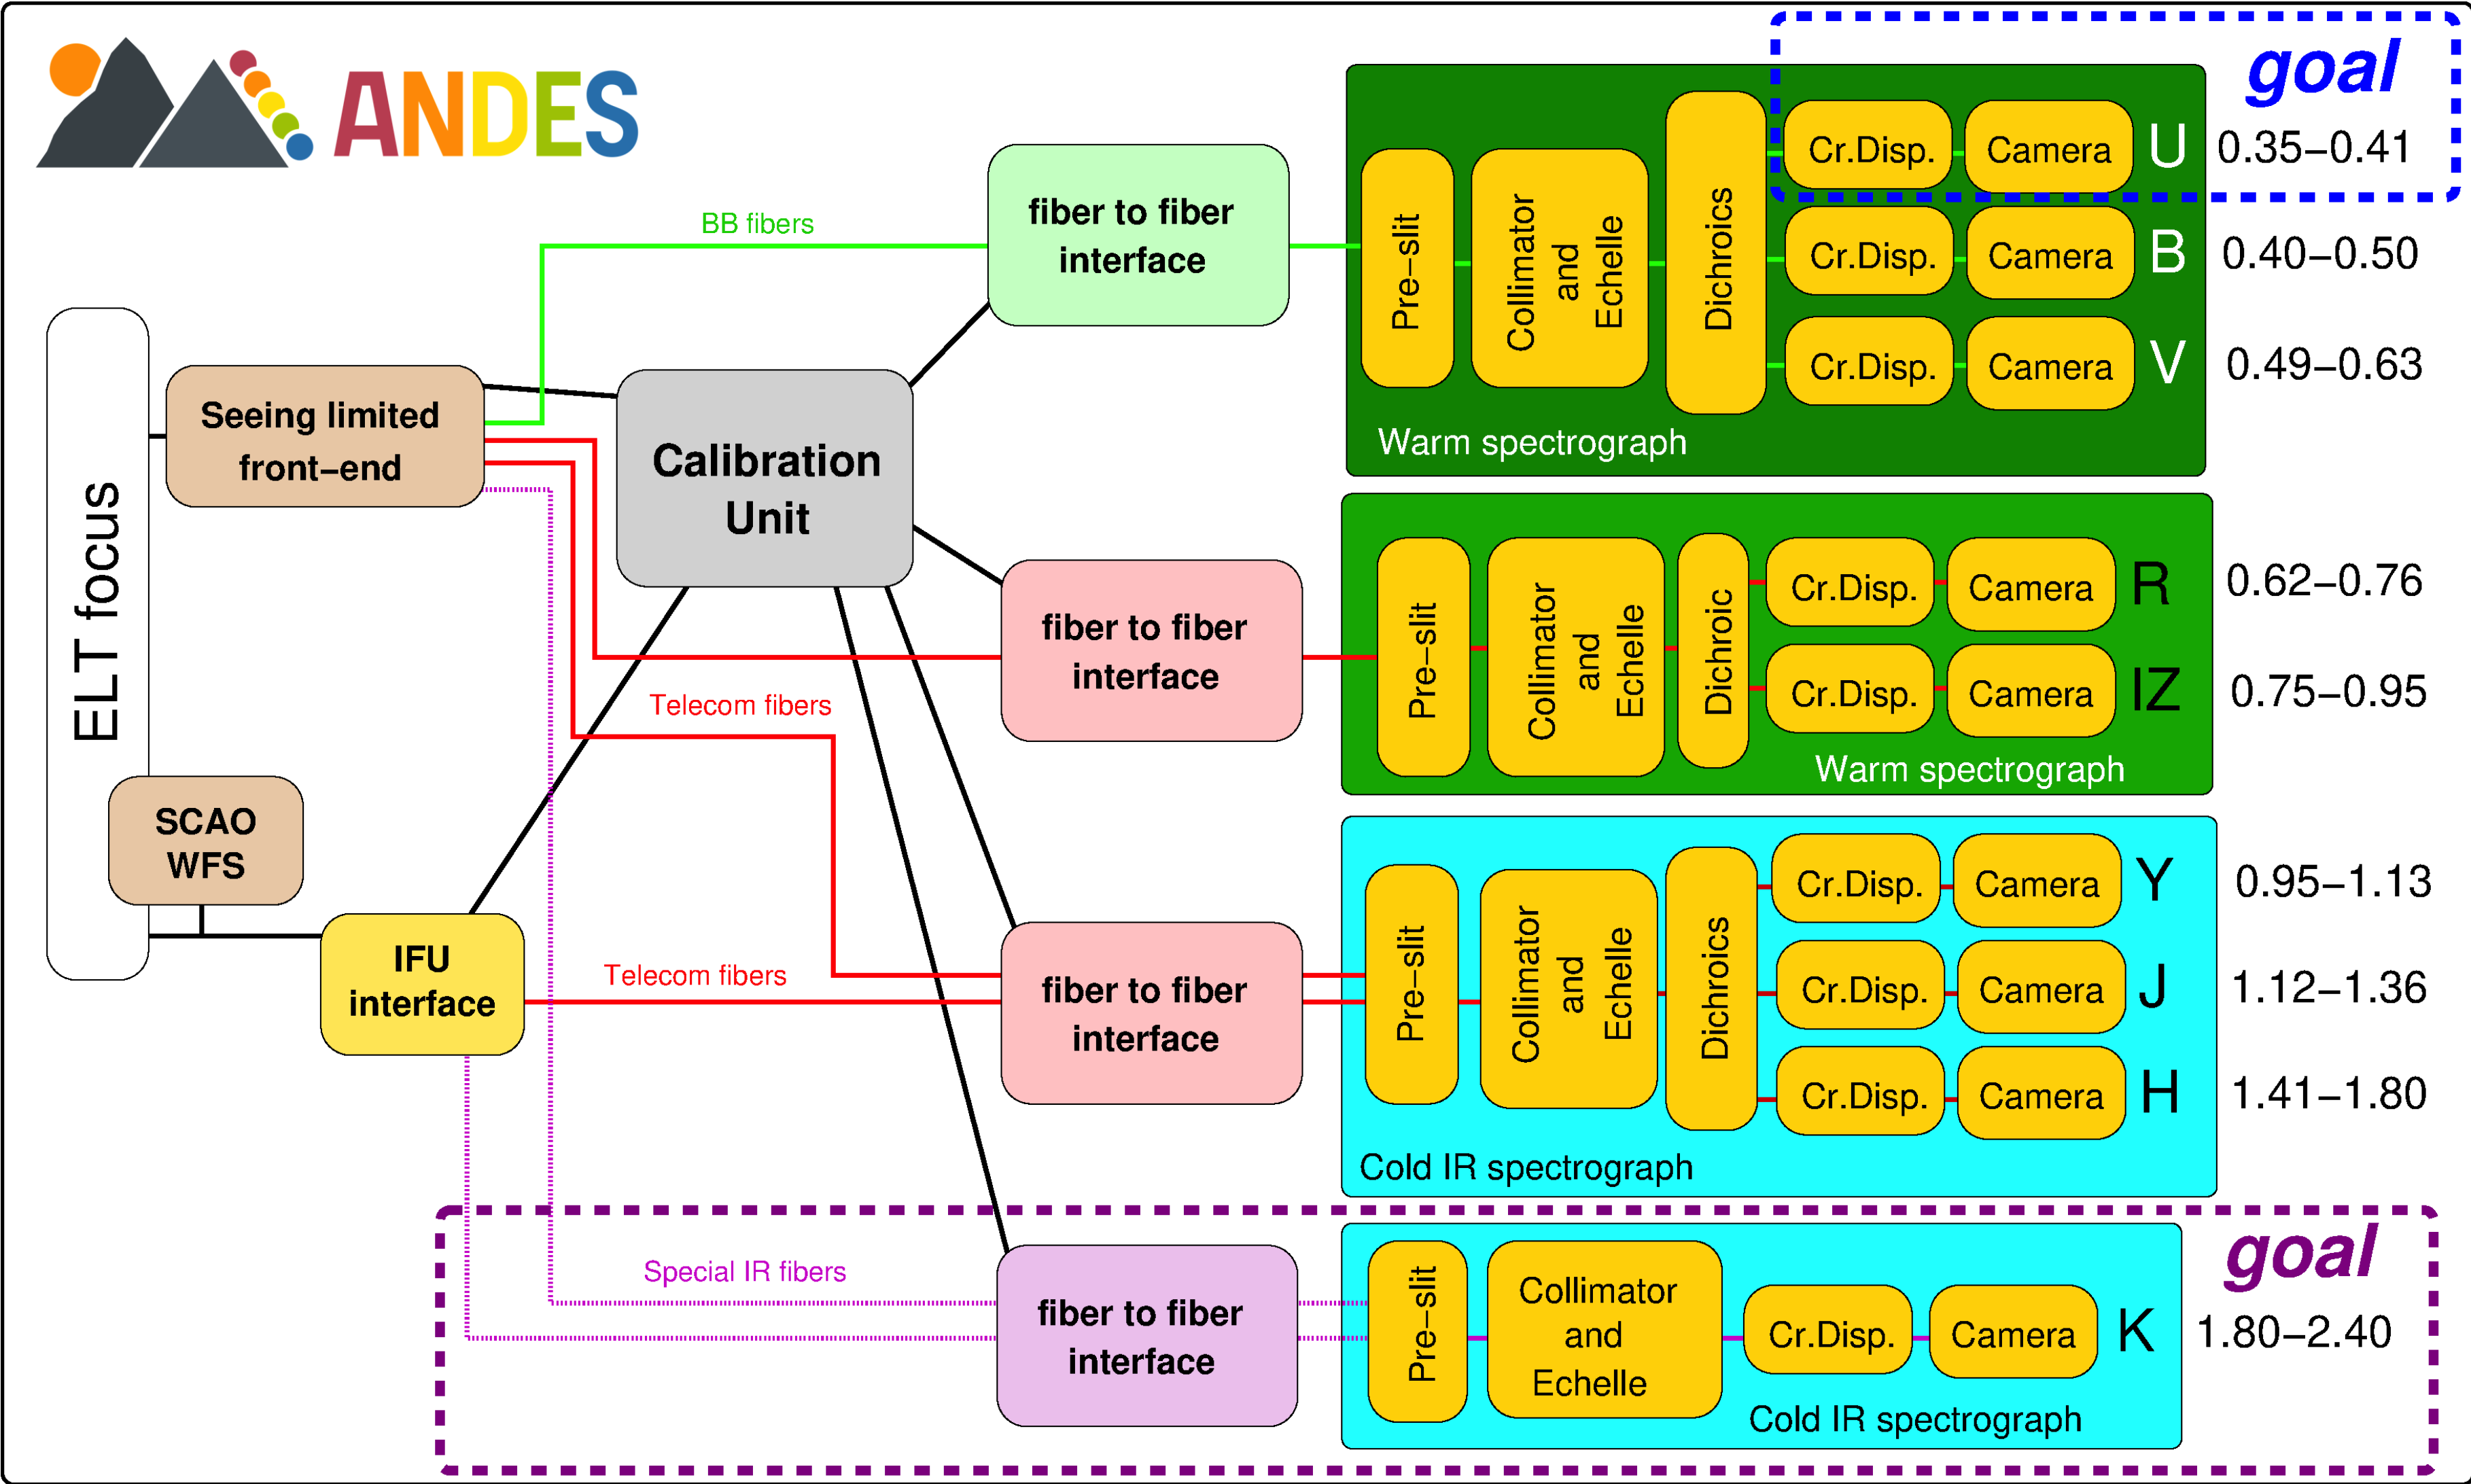 ANDES
goal
Cr.Disp. Camera U 0.35–0.41
BB fibers
fiber to fiber
interface
Pre–slit
Collimator
and
Echelle
Dichroics
Cr.Disp. Camera B 0.40–0.50
Cr.Disp. Camera V 0.49–0.63
Warm spectrograph
ELT focus
Seeing limited
front–end
Calibration
Unit
fiber to fiber
interface
Pre–slit
Collimator
and
Echelle
Dichroic
Cr.Disp. Camera R 0.62–0.76
Cr.Disp. Camera IZ 0.75–0.95
Warm spectrograph
Telecom fibers
SCAO
WFS
IFU
interface
Telecom fibers
fiber to fiber
interface
Pre–slit
Collimator
and
Echelle
Dichroics
Cr.Disp. Camera Y 0.95–1.13
Cr.Disp. Camera J 1.12–1.36
Cr.Disp. Camera H 1.41–1.80
Cold IR spectrograph
goal
Special IR fibers
fiber to fiber
interface
Pre–slit
Collimator
and
Echelle
Cr.Disp. Camera K 1.80–2.40
Cold IR spectrograph